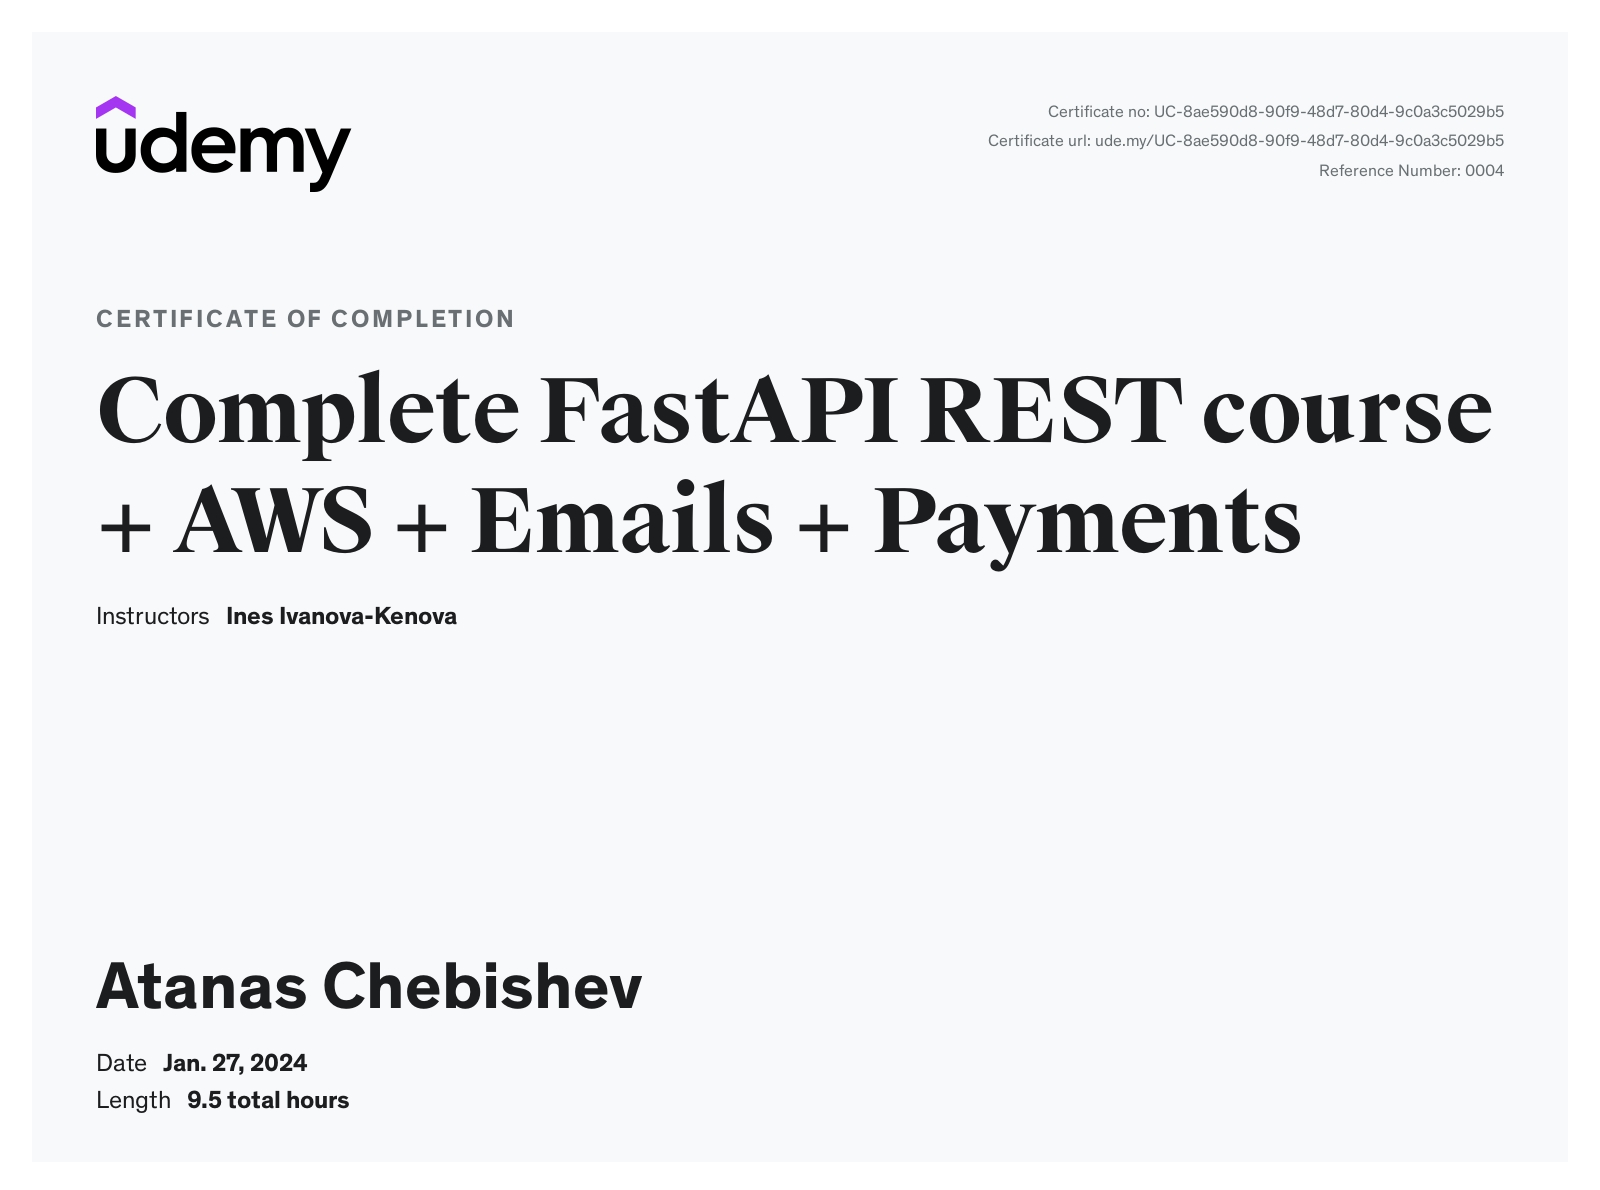 udemy
Certificate no: UC-8ae590d8-90f9-48d7-80d4-9c0a3c5029b5
Certificate url: ude.my/UC-8ae590d8-90f9-48d7-80d4-9c0a3c5029b5
Reference Number: 0004
CERTIFICATE OF COMPLETION
Complete FastAPI REST course
+ AWS + Emails + Payments
Instructors Ines Ivanova-Kenova
Atanas Chebishev
Date Jan. 27, 2024
Length 9.5 total hours